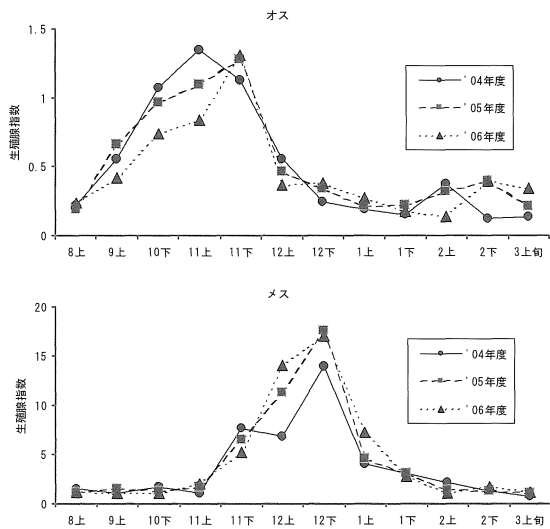 オス
1.5
1
0.5
0
生殖腺指数
'04年度
'05年度
'06年度
8上 9上 10下 11上 11下 12上 12下 1上 1下 2上 2下 3上旬
メス
20
15
10
5
0
生殖腺指数
'04年度
'05年度
'06年度
8上 9上 10下 11上 11下 12上 12下 1上 1下 2上 2下 3上旬